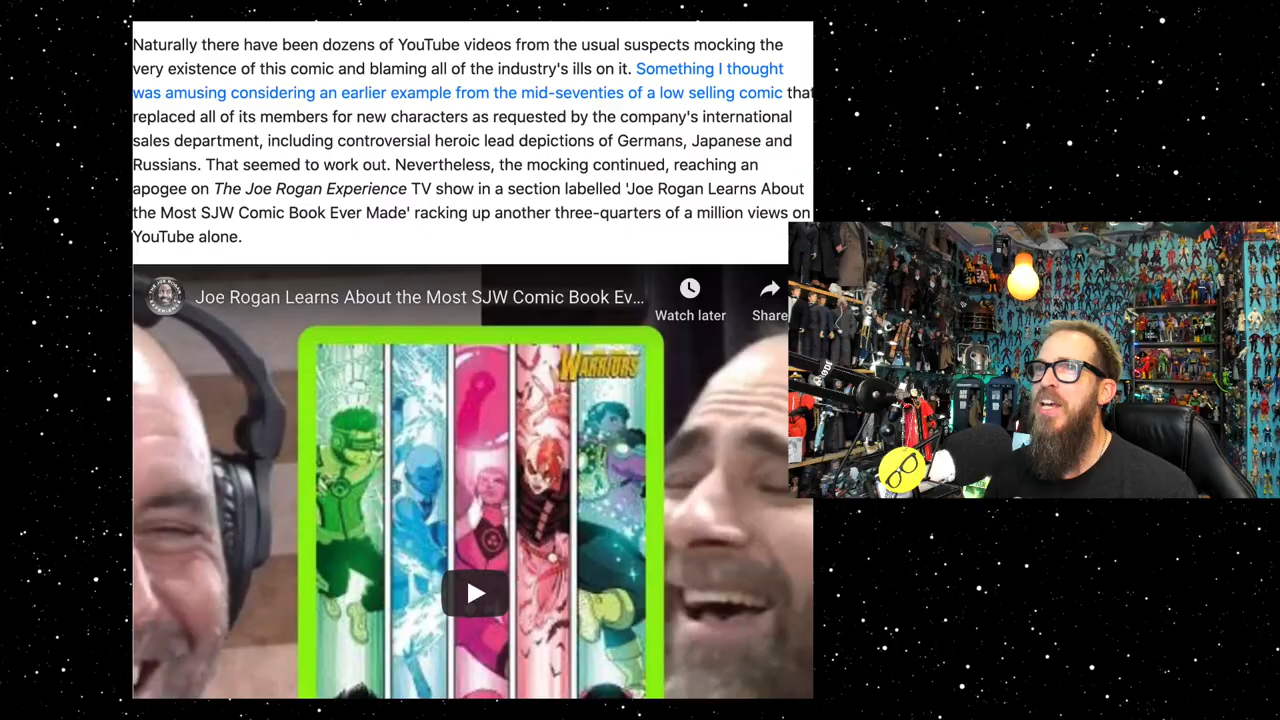 Naturally there have been dozens of YouTube videos from the usual suspects mocking the
very existence of this comic and blaming all of the industry's ills on it. Something I thought
was amusing considering an earlier example from the mid-seventies of a low selling comic that
replaced all of its members for new characters as requested by the company's international
sales department, including controversial heroic lead depictions of Germans, Japanese and
Russians. That seemed to work out. Nevertheless, the mocking continued, reaching an
apogee on The Joe Rogan Experience TV show in a section labelled 'Joe Rogan Learns About
the Most SJW Comic Book Ever Made' racking up another three-quarters of a million views on
YouTube alone.
Joe Rogan Learns About the Most SJW Comic Book Ev...
Watch later
Share
WARRIORS